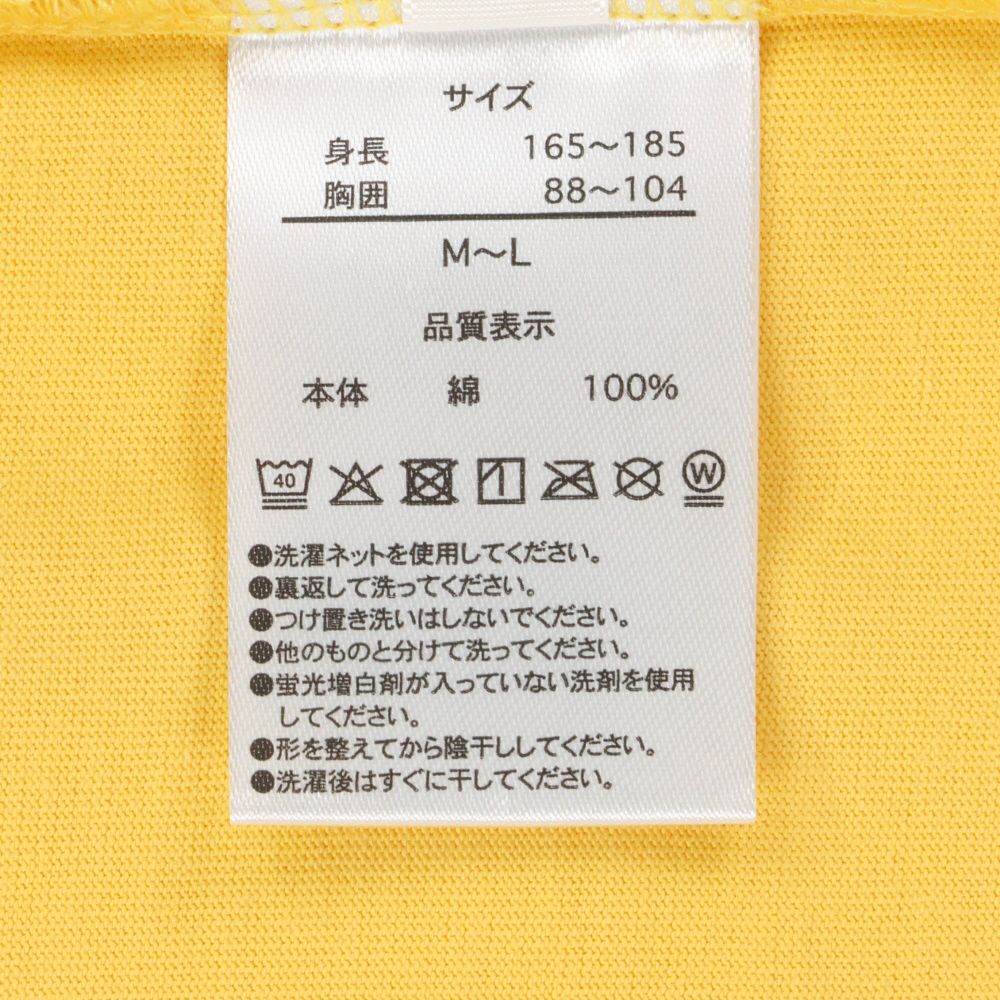 サイズ
身長 165～185
胸囲 88～104
M～L
品質表示
本体 綿 100%
40 W
●洗濯ネットを使用してください。
●裏返して洗ってください。
●つけ置き洗いはしないでください。
●他のものと分けて洗ってください。
●蛍光増白剤が入っていない洗剤を使用
してください。
●形を整えてから陰干ししてください。
●洗濯後はすぐに干してください。